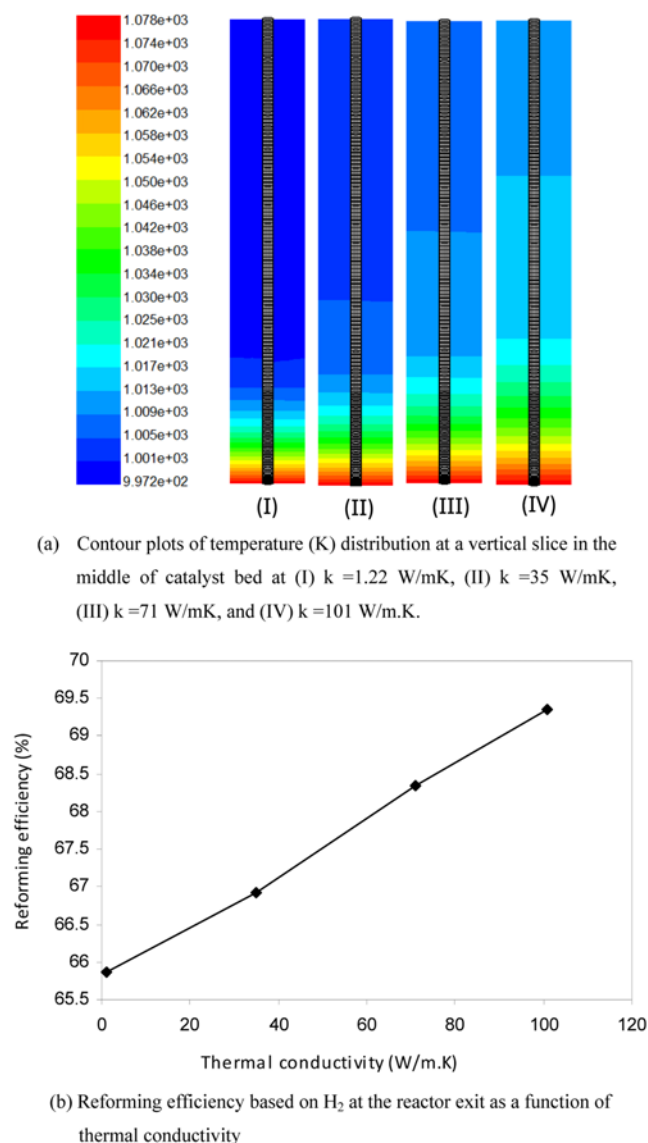 1.078e+03
1.074e+03
1.070e+03
1.066e+03
1.062e+03
1.058e+03
1.054e+03
1.050e+03
1.046e+03
1.042e+03
1.038e+03
1.034e+03
1.030e+03
1.025e+03
1.021e+03
1.017e+03
1.013e+03
1.009e+03
1.005e+03
1.001e+03
9.972e+02
(I) (II) (III) (IV)
(a) Contour plots of temperature (K) distribution at a vertical slice in the
middle of catalyst bed at (I) k =1.22 W/mK, (II) k =35 W/mK,
(III) k =71 W/mK, and (IV) k =101 W/m.K.
Reforming efficiency (%)
70
69.5
69
68.5
68
67.5
67
66.5
66
65.5
0 20 40 60 80 100 120
Thermal conductivity (W/m.K)
(b) Reforming efficiency based on H₂ at the reactor exit as a function of
thermal conductivity